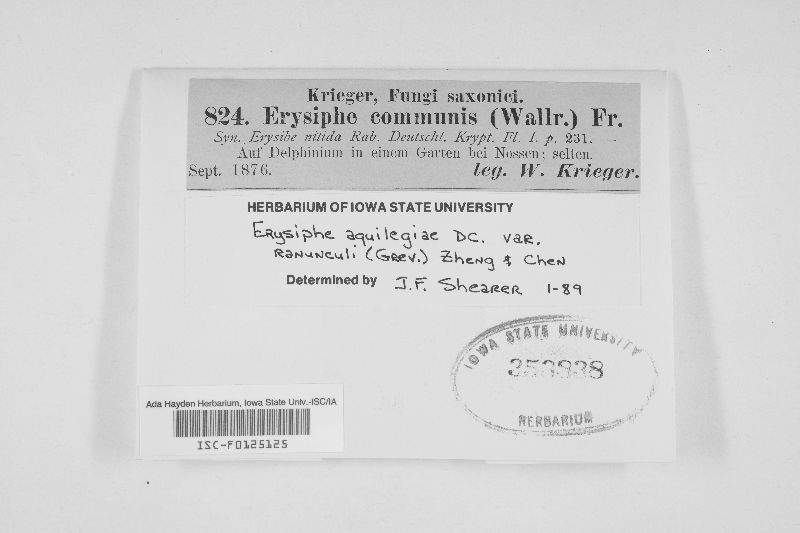 Krieger, Fungi saxonici.
824. Erysiphe communis (Wallr.) Fr.
Syn. Erysibe nitida Rab. Deutschl. Krypt. Fl. I. p. 231.
Auf Delphinium in einem Garten bei Nossen; selten.
Sept. 1876. leg. W. Krieger.
HERBARIUM OF IOWA STATE UNIVERSITY
Erysiphe aquilegiae DC. var.
ranunculi (Grev.) Zheng & Chen
Determined by J.F. Shearer 1-89
IOWA STATE UNIVERSITY
353838
HERBARIUM
Ada Hayden Herbarium, Iowa State Univ.-ISC/IA
ISC-F0125125